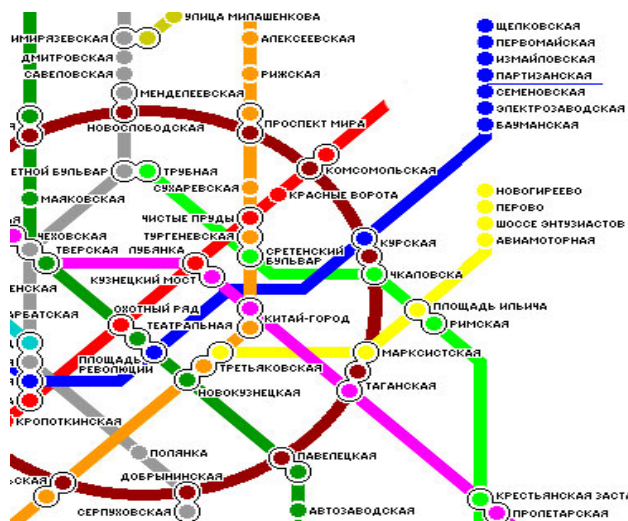 УЛИЦА МИЛАШЕНКОВА
ЩЕЛКОВСКАЯ
ИМИРЯЗЕВСКАЯ
АЛЕКСЕЕВСКАЯ
ПЕРВОМАЙСКАЯ
ДМИТРОВСКАЯ
ИЗМАЙЛОВСКАЯ
САВЕЛОВСКАЯ
РИЖСКАЯ
ПАРТИЗАНСКАЯ
МЕНДЕЛЕЕВСКАЯ
СЕМЕНОВСКАЯ
ЭЛЕКТРОЗАВОДСКАЯ
НОВОСЛОБОДСКАЯ
ПРОСПЕКТ МИРА
БАУМАНСКАЯ
ЕТНОЙ БУЛЬВАР
ТРУБНАЯ
КОМСОМОЛЬСКАЯ
СУХАРЕВСКАЯ
КРАСНЫЕ ВОРОТА
НОВОГИРЕЕВО
МАЯКОВСКАЯ
ПЕРОВО
ЧИСТЫЕ ПРУДЫ
ШОССЕ ЭНТУЗИАСТОВ
ЧЕХОВСКАЯ
ТУРГЕНЕВСКАЯ
КУРСКАЯ
АВИАМОТОРНАЯ
ТВЕРСКАЯ
ЛУБЯНКА
СРЕТЕНСКИЙ
БУЛЬВАР
КУЗНЕЦКИЙ МОСТ
ЧКАЛОВСКА
ЕНСКАЯ
АРБАТСКАЯ
ОХОТНЫЙ РЯД
ПЛОЩАДЬ ИЛЬИЧА
ТЕАТРАЛЬНАЯ
КИТАЙ-ГОРОД
РИМСКАЯ
ПЛОЩАДЬ
РЕВОЛЮЦИИ
ТРЕТЬЯКОВСКАЯ
МАРКСИСТСКАЯ
НОВОКУЗНЕЦКАЯ
ТАГАНСКАЯ
КРОПОТКИНСКАЯ
ПОЛЯНКА
ПАВЕЛЕЦКАЯ
ЬСКАЯ
ДОБРЫНИНСКАЯ
СЕРПУХОВСКАЯ
АВТОЗАВОДСКАЯ
КРЕСТЬЯНСКАЯ ЗАСТА
ПРОЛЕТАРСКАЯ